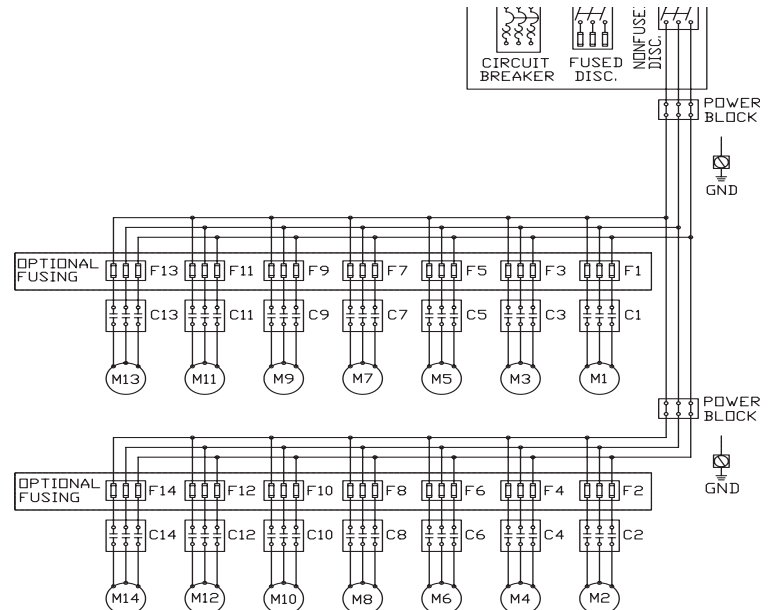 CIRCUIT
BREAKER
FUSED
DISC.
NONFUSED
DISC.
POWER
BLOCK
GND
OPTIONAL
FUSING
F13
F11
F9
F7
F5
F3
F1
C13
C11
C9
C7
C5
C3
C1
M13
M11
M9
M7
M5
M3
M1
POWER
BLOCK
GND
OPTIONAL
FUSING
F14
F12
F10
F8
F6
F4
F2
C14
C12
C10
C8
C6
C4
C2
M14
M12
M10
M8
M6
M4
M2